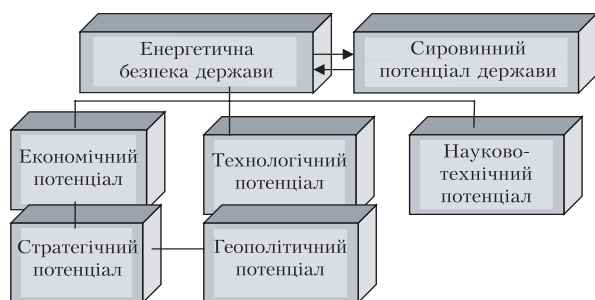 Енергетична
безпека держави
Сировинний
потенціал держави
Економічний
потенціал
Технологічний
потенціал
Науково-
технічний
потенціал
Стратегічний
потенціал
Геополітичний
потенціал